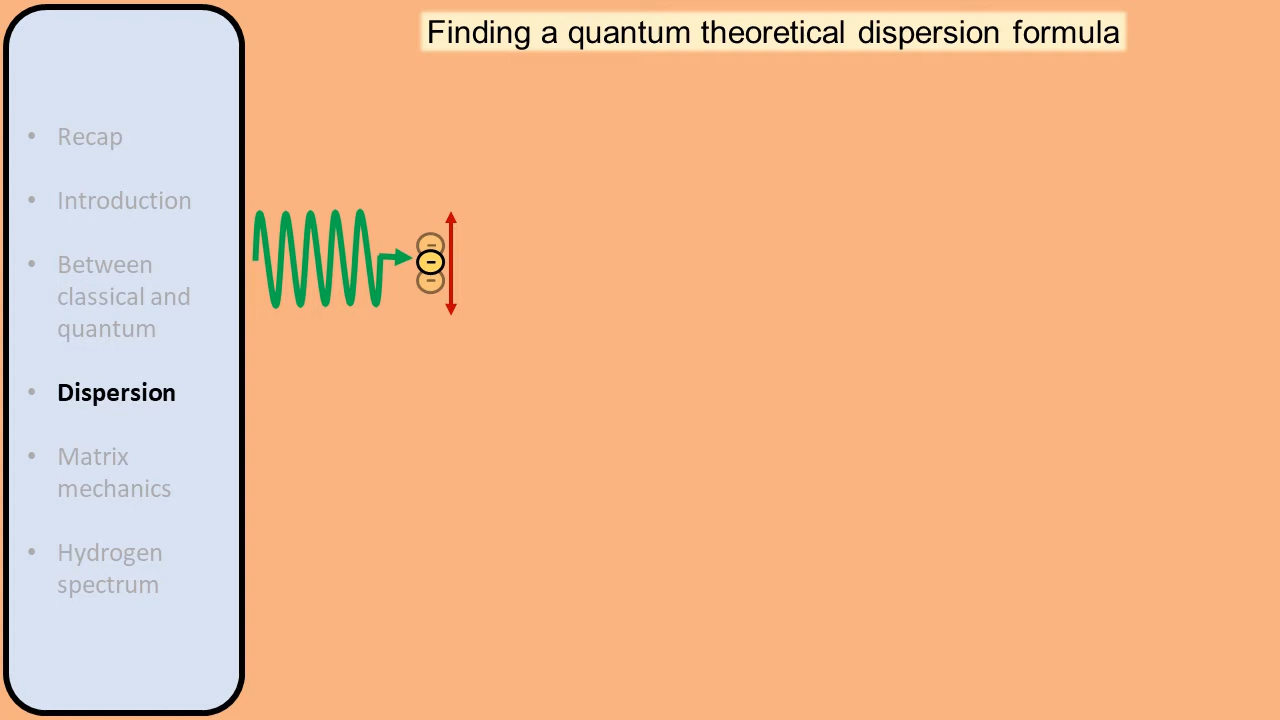 Finding a quantum theoretical dispersion formula
• Recap
• Introduction
• Between
classical and
quantum
• Dispersion
• Matrix
mechanics
• Hydrogen
spectrum